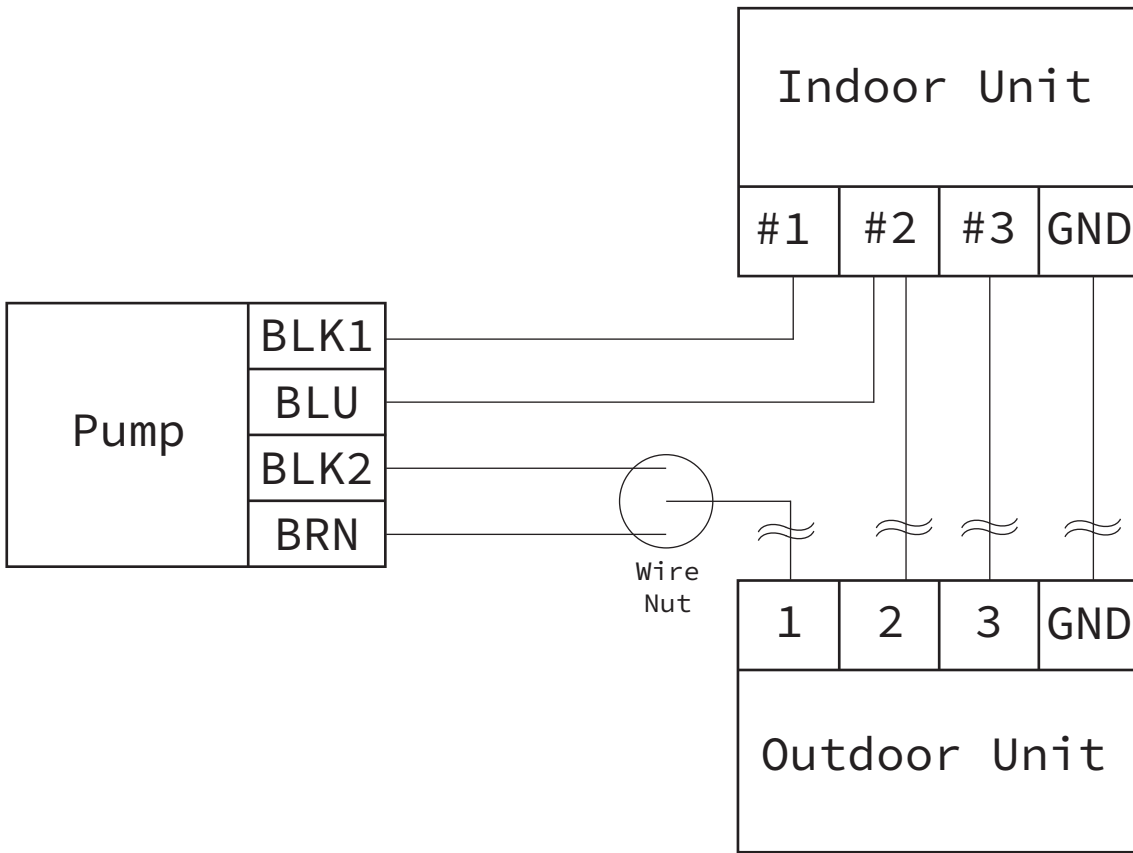 Indoor Unit
#1 #2 #3 GND
Pump
BLK1
BLU
BLK2
BRN
Wire
Nut
1 2 3 GND
Outdoor Unit